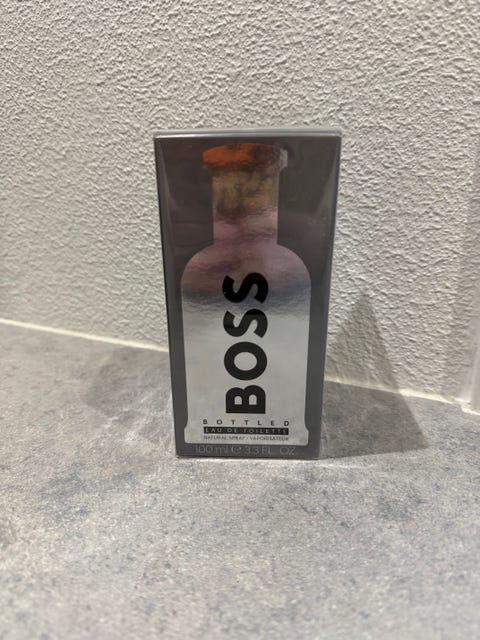 BOSS
BOTTLED
EAU DE TOILETTE
NATURAL SPRAY • VAPORISATEUR
100 ml ℮ 3.3 FL. OZ.